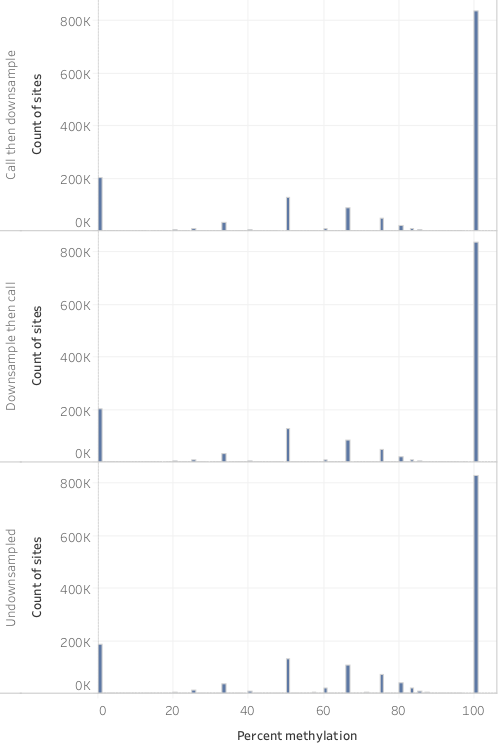 Call then downsample
Count of sites
800K
600K
400K
200K
0K
Downsample then call
Count of sites
800K
600K
400K
200K
0K
Undownsampled
Count of sites
800K
600K
400K
200K
0K
0 20 40 60 80 100
Percent methylation